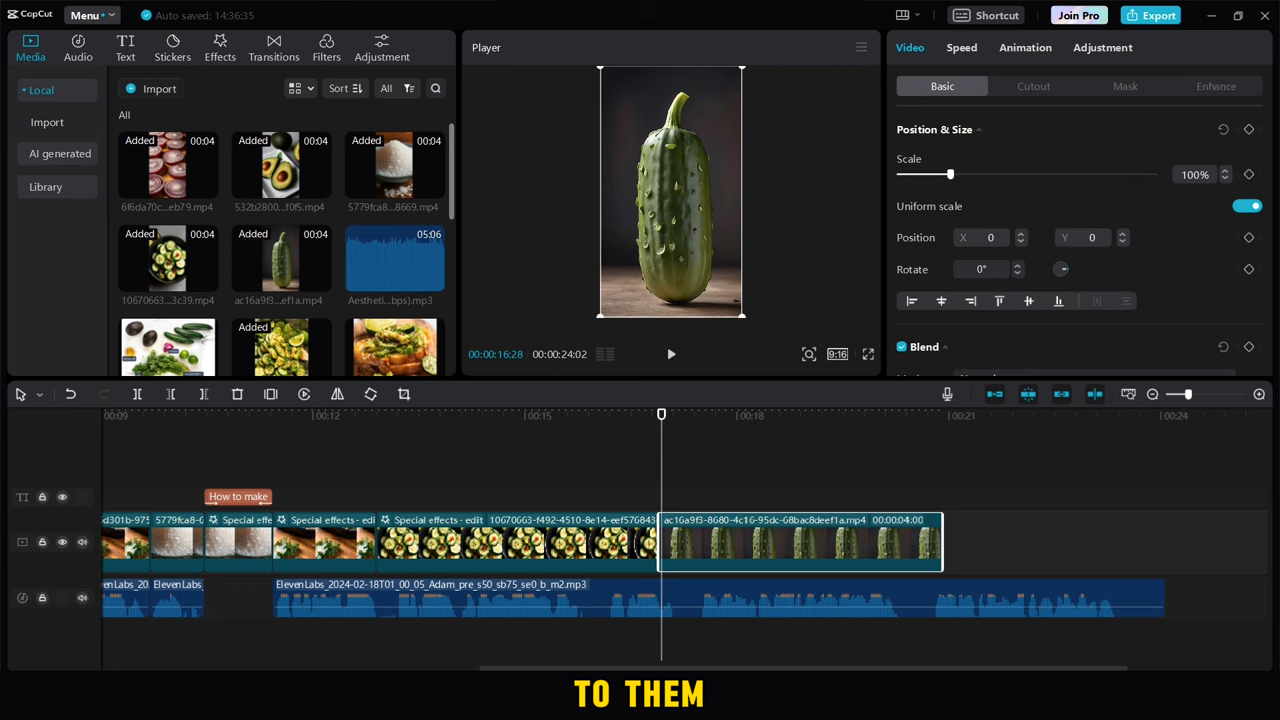 CapCut
Menu
Auto saved: 14:36:35
Shortcut
Join Pro
Export
Media
Audio
Text
Stickers
Effects
Transitions
Filters
Adjustment
Local
Import
AI generated
Library
Import
Sort
All
All
Added 00:04
6f6da70c...eb79.mp4
Added 00:04
532b2800...f0f5.mp4
Added 00:04
5779fca8...8669.mp4
Added 00:04
10670663...3c39.mp4
Added 00:04
ac16a9f3...ef1a.mp4
05:06
Aestheti...bps).mp3
Added
Player
00:00:16:28
00:00:24:02
9:16
Video
Speed
Animation
Adjustment
Basic
Cutout
Mask
Enhance
Position & Size
Scale
100%
Uniform scale
Position
X 0
Y 0
Rotate
0°
Blend
00:09
00:12
00:15
00:18
00:21
00:24
TI
How to make
d301b-975
5779fca8-6
Special effe
Special effects - edi
Special effects - edit 10670663-f492-4510-8e14-eef576843
ac16a9f3-8680-4c16-95dc-68bac8deef1a.mp4 00:00:04:00
enLabs_20
ElevenLabs_
ElevenLabs_2024-02-18T01_00_05_Adam_pre_s50_sb75_se0_b_m2.mp3
TO THEM